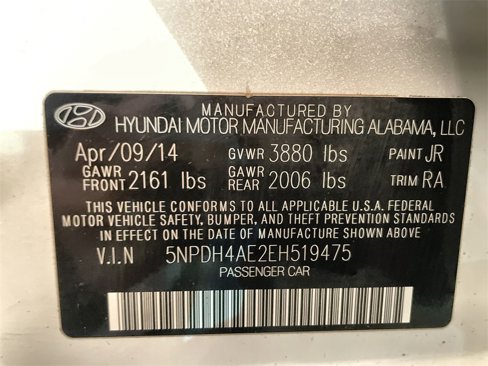 MANUFACTURED BY
HYUNDAI MOTOR MANUFACTURING ALABAMA, LLC
Apr/09/14 GVWR 3880 lbs PAINT JR
GAWR FRONT 2161 lbs GAWR REAR 2006 lbs TRIM RA
THIS VEHICLE CONFORMS TO ALL APPLICABLE U.S.A. FEDERAL
MOTOR VEHICLE SAFETY, BUMPER, AND THEFT PREVENTION STANDARDS
IN EFFECT ON THE DATE OF MANUFACTURE SHOWN ABOVE.
V.I.N 5NPDH4AE2EH519475
PASSENGER CAR